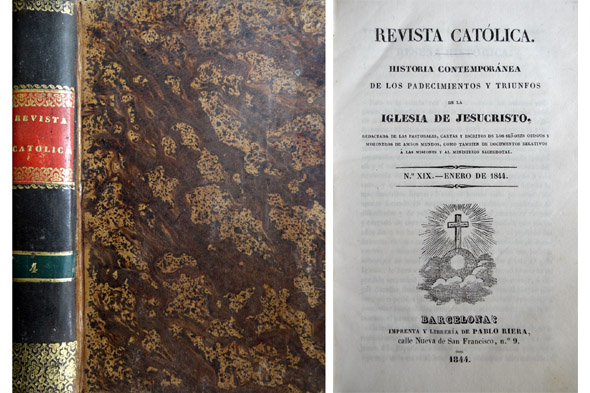 REVISTA
CATÓLICA
4
REVISTA CATÓLICA.
HISTORIA CONTEMPORÁNEA
DE LOS PADECIMIENTOS Y TRIUNFOS
DE LA
IGLESIA DE JESUCRISTO,
REDACTADA DE LAS PASTORALES, CARTAS Y ESCRITOS DE LOS SEÑORES OBISPOS Y
MISIONEROS DE AMBOS MUNDOS, COMO TAMBIEN DE DOCUMENTOS RELATIVOS
Á LAS MISIONES Y AL MINISTERIO SACERDOTAL.
N.º XIX.—ENERO DE 1844.
BARCELONA:
IMPRENTA Y LIBRERÍA DE PABLO RIERA,
calle Nueva de San Francisco, n.º 9.
1844.